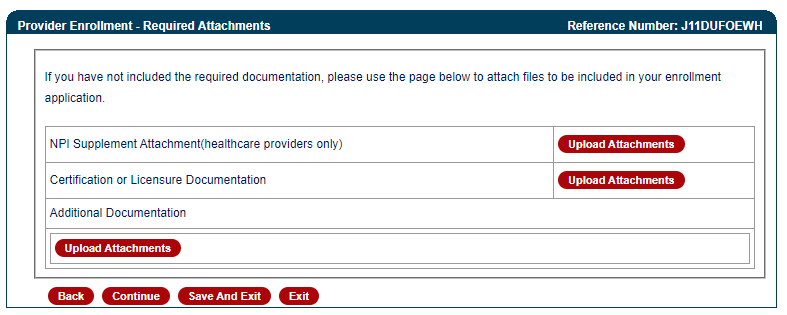 Provider Enrollment - Required Attachments Reference Number: J11DUFOEWH
If you have not included the required documentation, please use the page below to attach files to be included in your enrollment
application.
NPI Supplement Attachment(healthcare providers only) Upload Attachments
Certification or Licensure Documentation Upload Attachments
Additional Documentation
Upload Attachments
Back Continue Save And Exit Exit